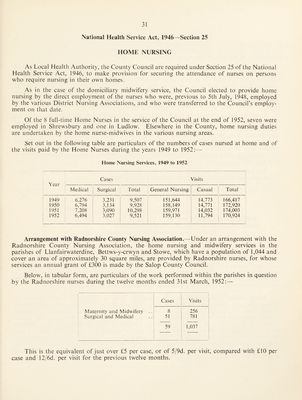 31
National Health Service Act, 1946—Section 25
HOME NURSING
As Local Health Authority, the County Council are required under Section 25 of the National
Health Service Act, 1946, to make provision for securing the attendance of nurses on persons
who require nursing in their own homes.
As in the case of the domiciliary midwifery service, the Council elected to provide home
nursing by the direct employment of the nurses who were, previous to 5th July, 1948, employed
by the various District Nursing Associations, and who were transferred to the Council's employ-
ment on that date.
Of the 8 full-time Home Nurses in the service of the Council at the end of 1952, seven were
employed in Shrewsbury and one in Ludlow. Elsewhere in the County, home nursing duties
are undertaken by the home nurse-midwives in the various nursing areas.
Set out in the following table are particulars of the numbers of cases nursed at home and of
the visits paid by the Home Nurses during the years 1949 to 1952:—
Home Nursing Services, 1949 to 1952
Year Cases Visits
Medical Surgical Total General Nursing Casual Total
1949 6,276 3,231 9,507 151,644 14,773 166,417
1950 6,794 3,134 9,928 158,149 14,771 172,920
1951 7,208 3,090 10,298 159,971 14,032 174,003
1952 6,494 3,027 9,521 159,130 11,794 170,924
Arrangement with Radnorshire County Nursing Association.—Under an arrangement with the
Radnorshire County Nursing Association, the home nursing and midwifery services in the
parishes of Llanfairwaterdine, Bettws-y-crwyn and Stowe, which have a population of 1,044 and
cover an area of approximately 30 square miles, are provided by Radnorshire nurses, for whose
services an annual grant of £300 is made by the Salop County Council.
Below, in tabular form, are particulars of the work performed within the parishes in question
by the Radnorshire nurses during the twelve months ended 31st March, 1952:—
Cases Visits
Maternity and Midwifery .. 8 256
Surgical and Medical .. 51 781
59 1,037
This is the equivalent of just over £5 per case, or of 5/9d. per visit, compared with £10 per
case and 12/6d. per visit for the previous twelve months.